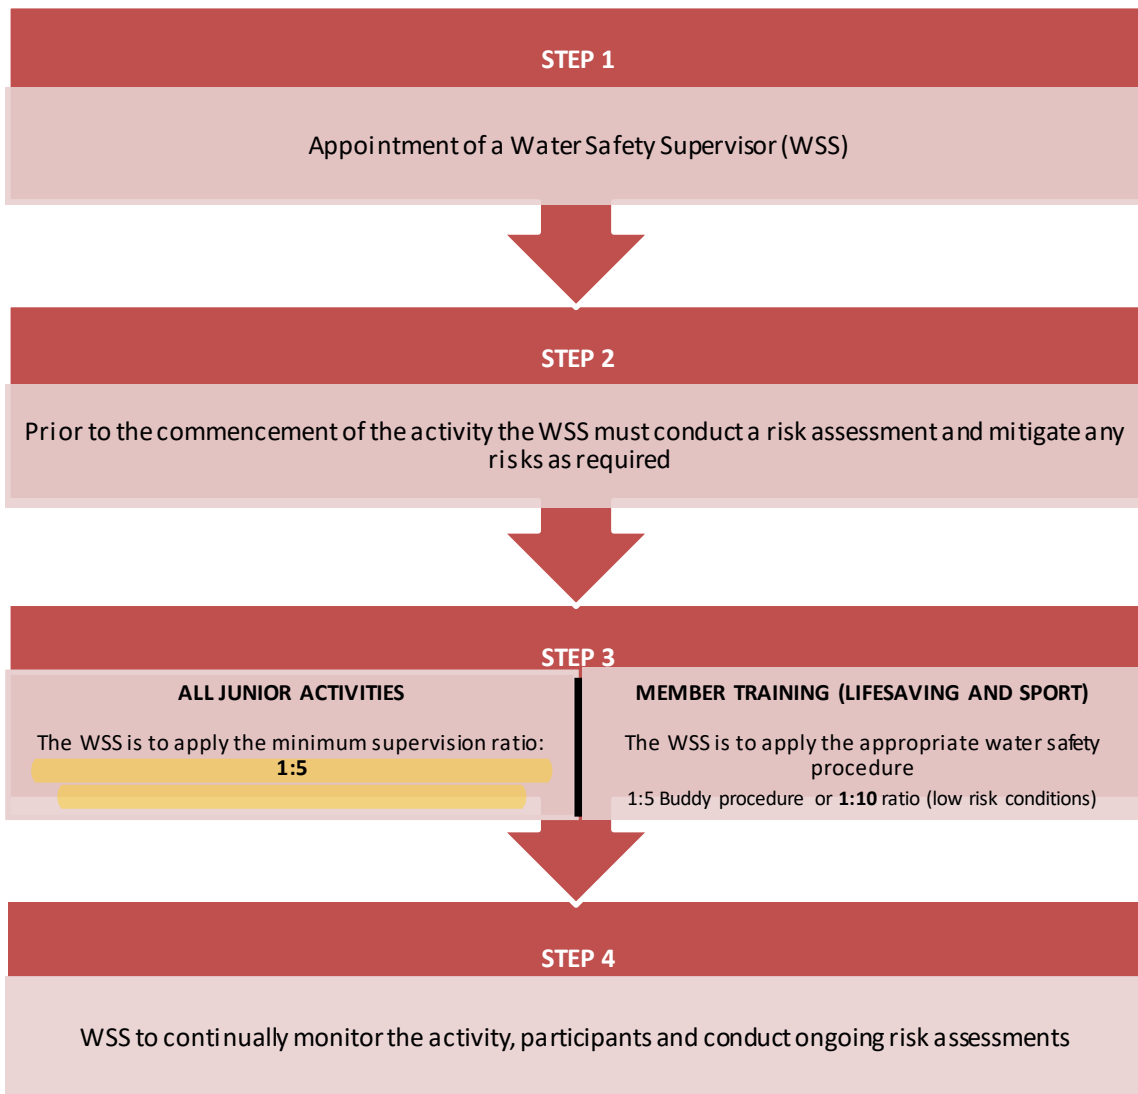 STEP 1
Appointment of a Water Safety Supervisor (WSS)
STEP 2
Prior to the commencement of the activity the WSS must conduct a risk assessment and mitigate any
risks as required
STEP 3
ALL JUNIOR ACTIVITIES
The WSS is to apply the minimum supervision ratio:
1:5
MEMBER TRAINING (LIFESAVING AND SPORT)
The WSS is to apply the appropriate water safety
procedure
1:5 Buddy procedure or 1:10 ratio (low risk conditions)
STEP 4
WSS to continually monitor the activity, participants and conduct ongoing risk assessments